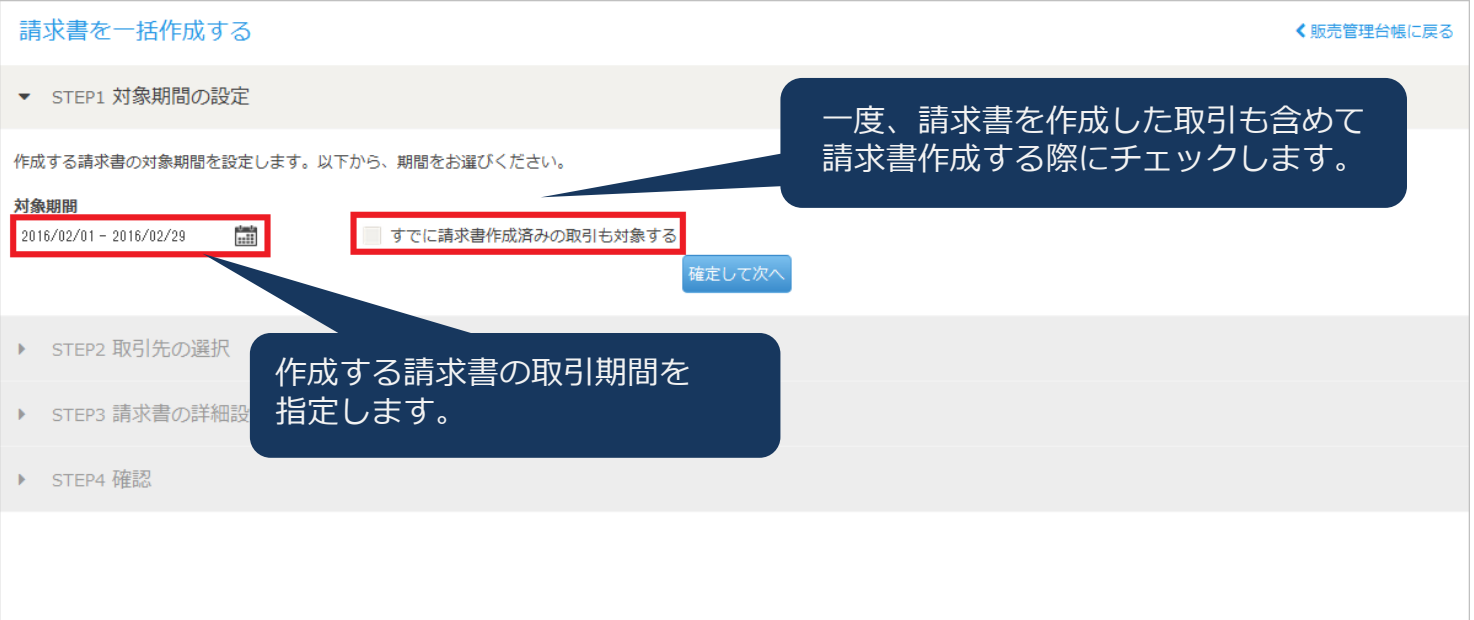 請求書を一括作成する
販売管理台帳に戻る
STEP1 対象期間の設定
一度、請求書を作成した取引も含めて
請求書作成する際にチェックします。
作成する請求書の対象期間を設定します。以下から、期間をお選びください。
対象期間
2016/02/01 - 2016/02/29
すでに請求書作成済みの取引も対象する
確定して次へ
STEP2 取引先の選択
作成する請求書の取引期間を
指定します。
STEP3 請求書の詳細設
STEP4 確認